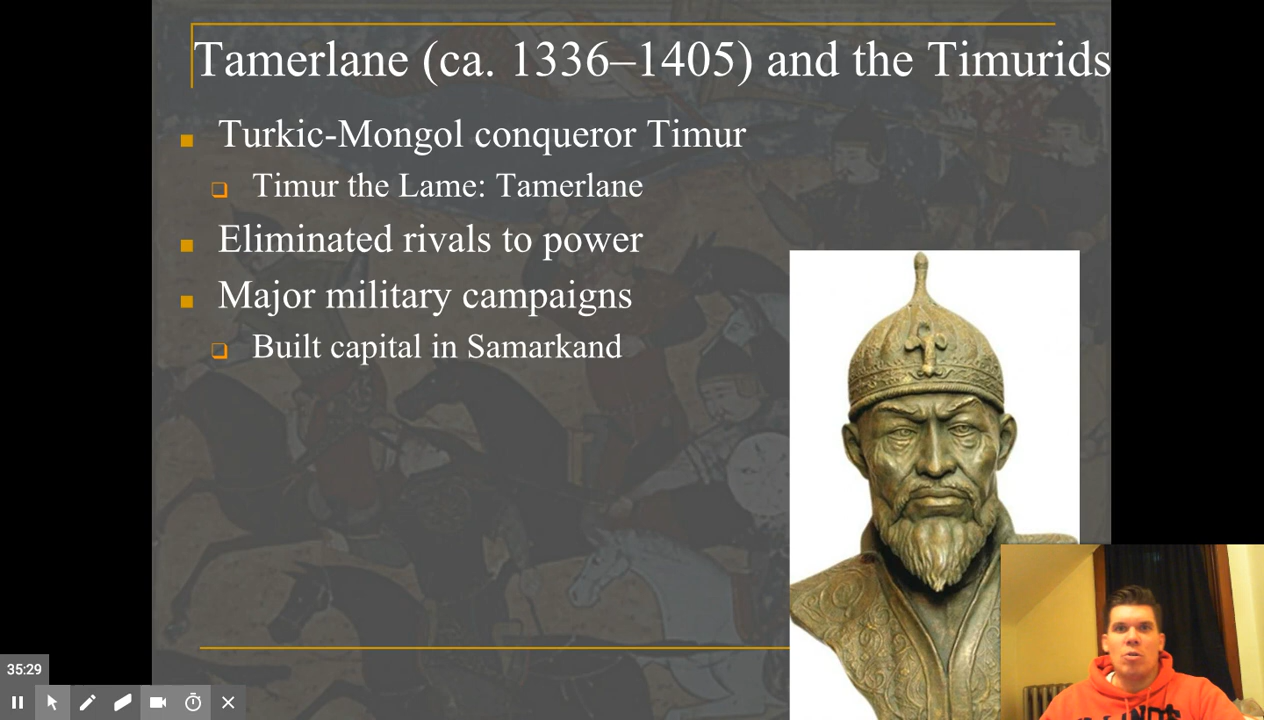 Tamerlane (ca. 1336–1405) and the Timurids
Turkic-Mongol conqueror Timur
Timur the Lame: Tamerlane
Eliminated rivals to power
Major military campaigns
Built capital in Samarkand
35:29